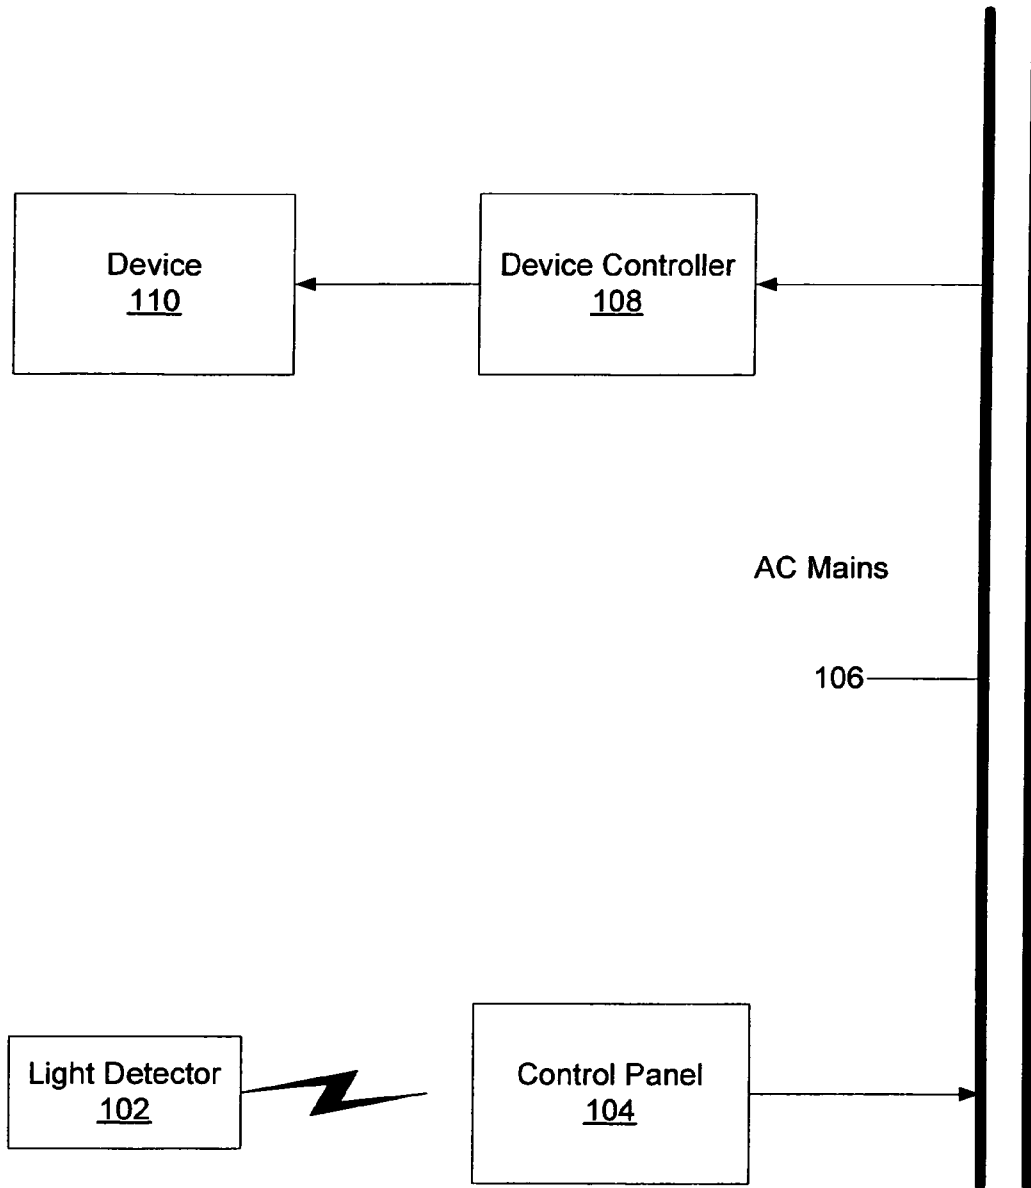 Device
110
Device Controller
108
AC Mains
106
Light Detector
102
Control Panel
104